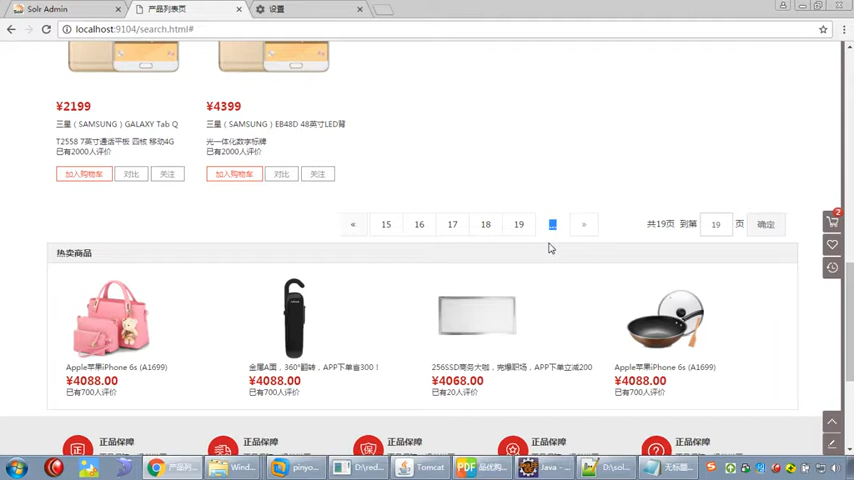 Solr Admin
产品列表页
设置
localhost:9104/search.html#
¥2199
¥4399
三星（SAMSUNG）GALAXY Tab Q
三星（SAMSUNG）EB48D 48英寸LED背
T2558 7英寸通话平板 四核 移动4G
光一体化数字标牌
已有2000人评价
已有2000人评价
加入购物车
对比
关注
加入购物车
对比
关注
« 15 16 17 18 19 ... »
共19页 到第 19 页 确定
2
热卖商品
Apple苹果iPhone 6s (A1699)
金属A面，360°翻转，APP下单省300！
256SSD商务大咖，完爆职场，APP下单立减200
Apple苹果iPhone 6s (A1699)
¥4088.00
¥4088.00
¥4068.00
¥4088.00
已有700人评价
已有700人评价
已有20人评价
已有700人评价
正品保障
正品保障
正品保障
正品保障
正品保障
产品列...
Wind...
pinyo...
D:\red...
Tomcat
品优购...
Java - ...
D:\sol...
无标题...